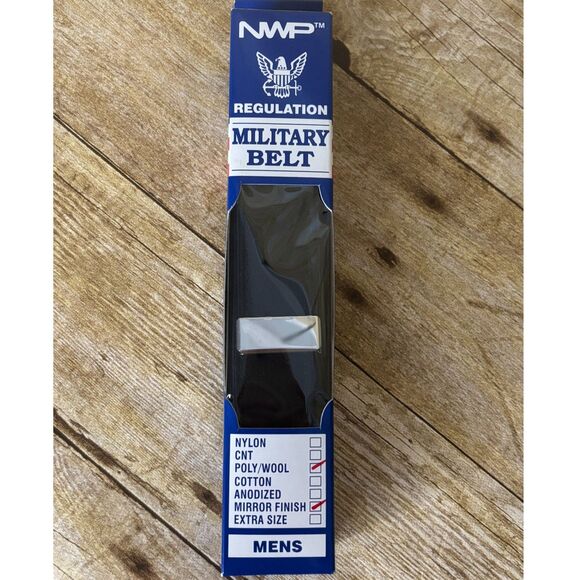 NWP™
REGULATION
MILITARY
BELT
NYLON
CNT
POLY/WOOL
COTTON
ANODIZED
MIRROR FINISH
EXTRA SIZE
MENS